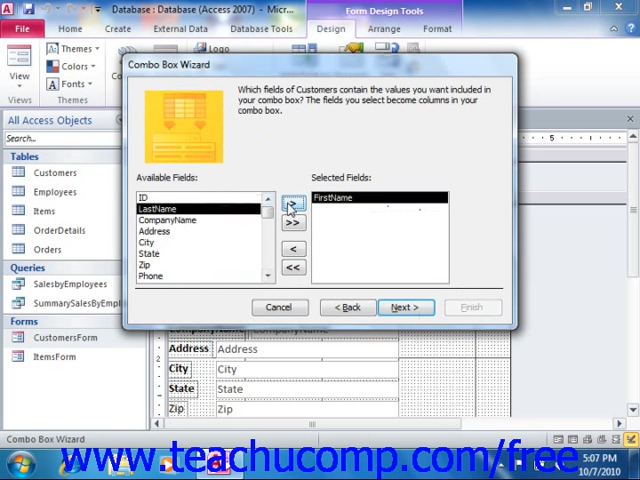 Database : Database (Access 2007) - Micr...
Form Design Tools
File
Home
Create
External Data
Database Tools
Design
Arrange
Format
View
Views
Themes
Colors
Fonts
Themes
Logo
Combo Box Wizard
Which fields of Customers contain the values you want included in
your combo box? The fields you select become columns in your
combo box.
Available Fields:
Selected Fields:
ID
LastName
CompanyName
Address
City
State
Zip
Phone
>
>>
<
<<
FirstName
Cancel
< Back
Next >
Finish
All Access Objects
Search...
Tables
Customers
Employees
Items
OrderDetails
Orders
Queries
SalesByEmployees
SummarySalesByEmpl
Forms
CustomersForm
ItemsForm
5
CompanyName
CompanyName
Address
Address
City
City
State
State
Zip
Zip
2
Combo Box Wizard
www.teachucomp.com/free
5:07 PM
10/7/2010